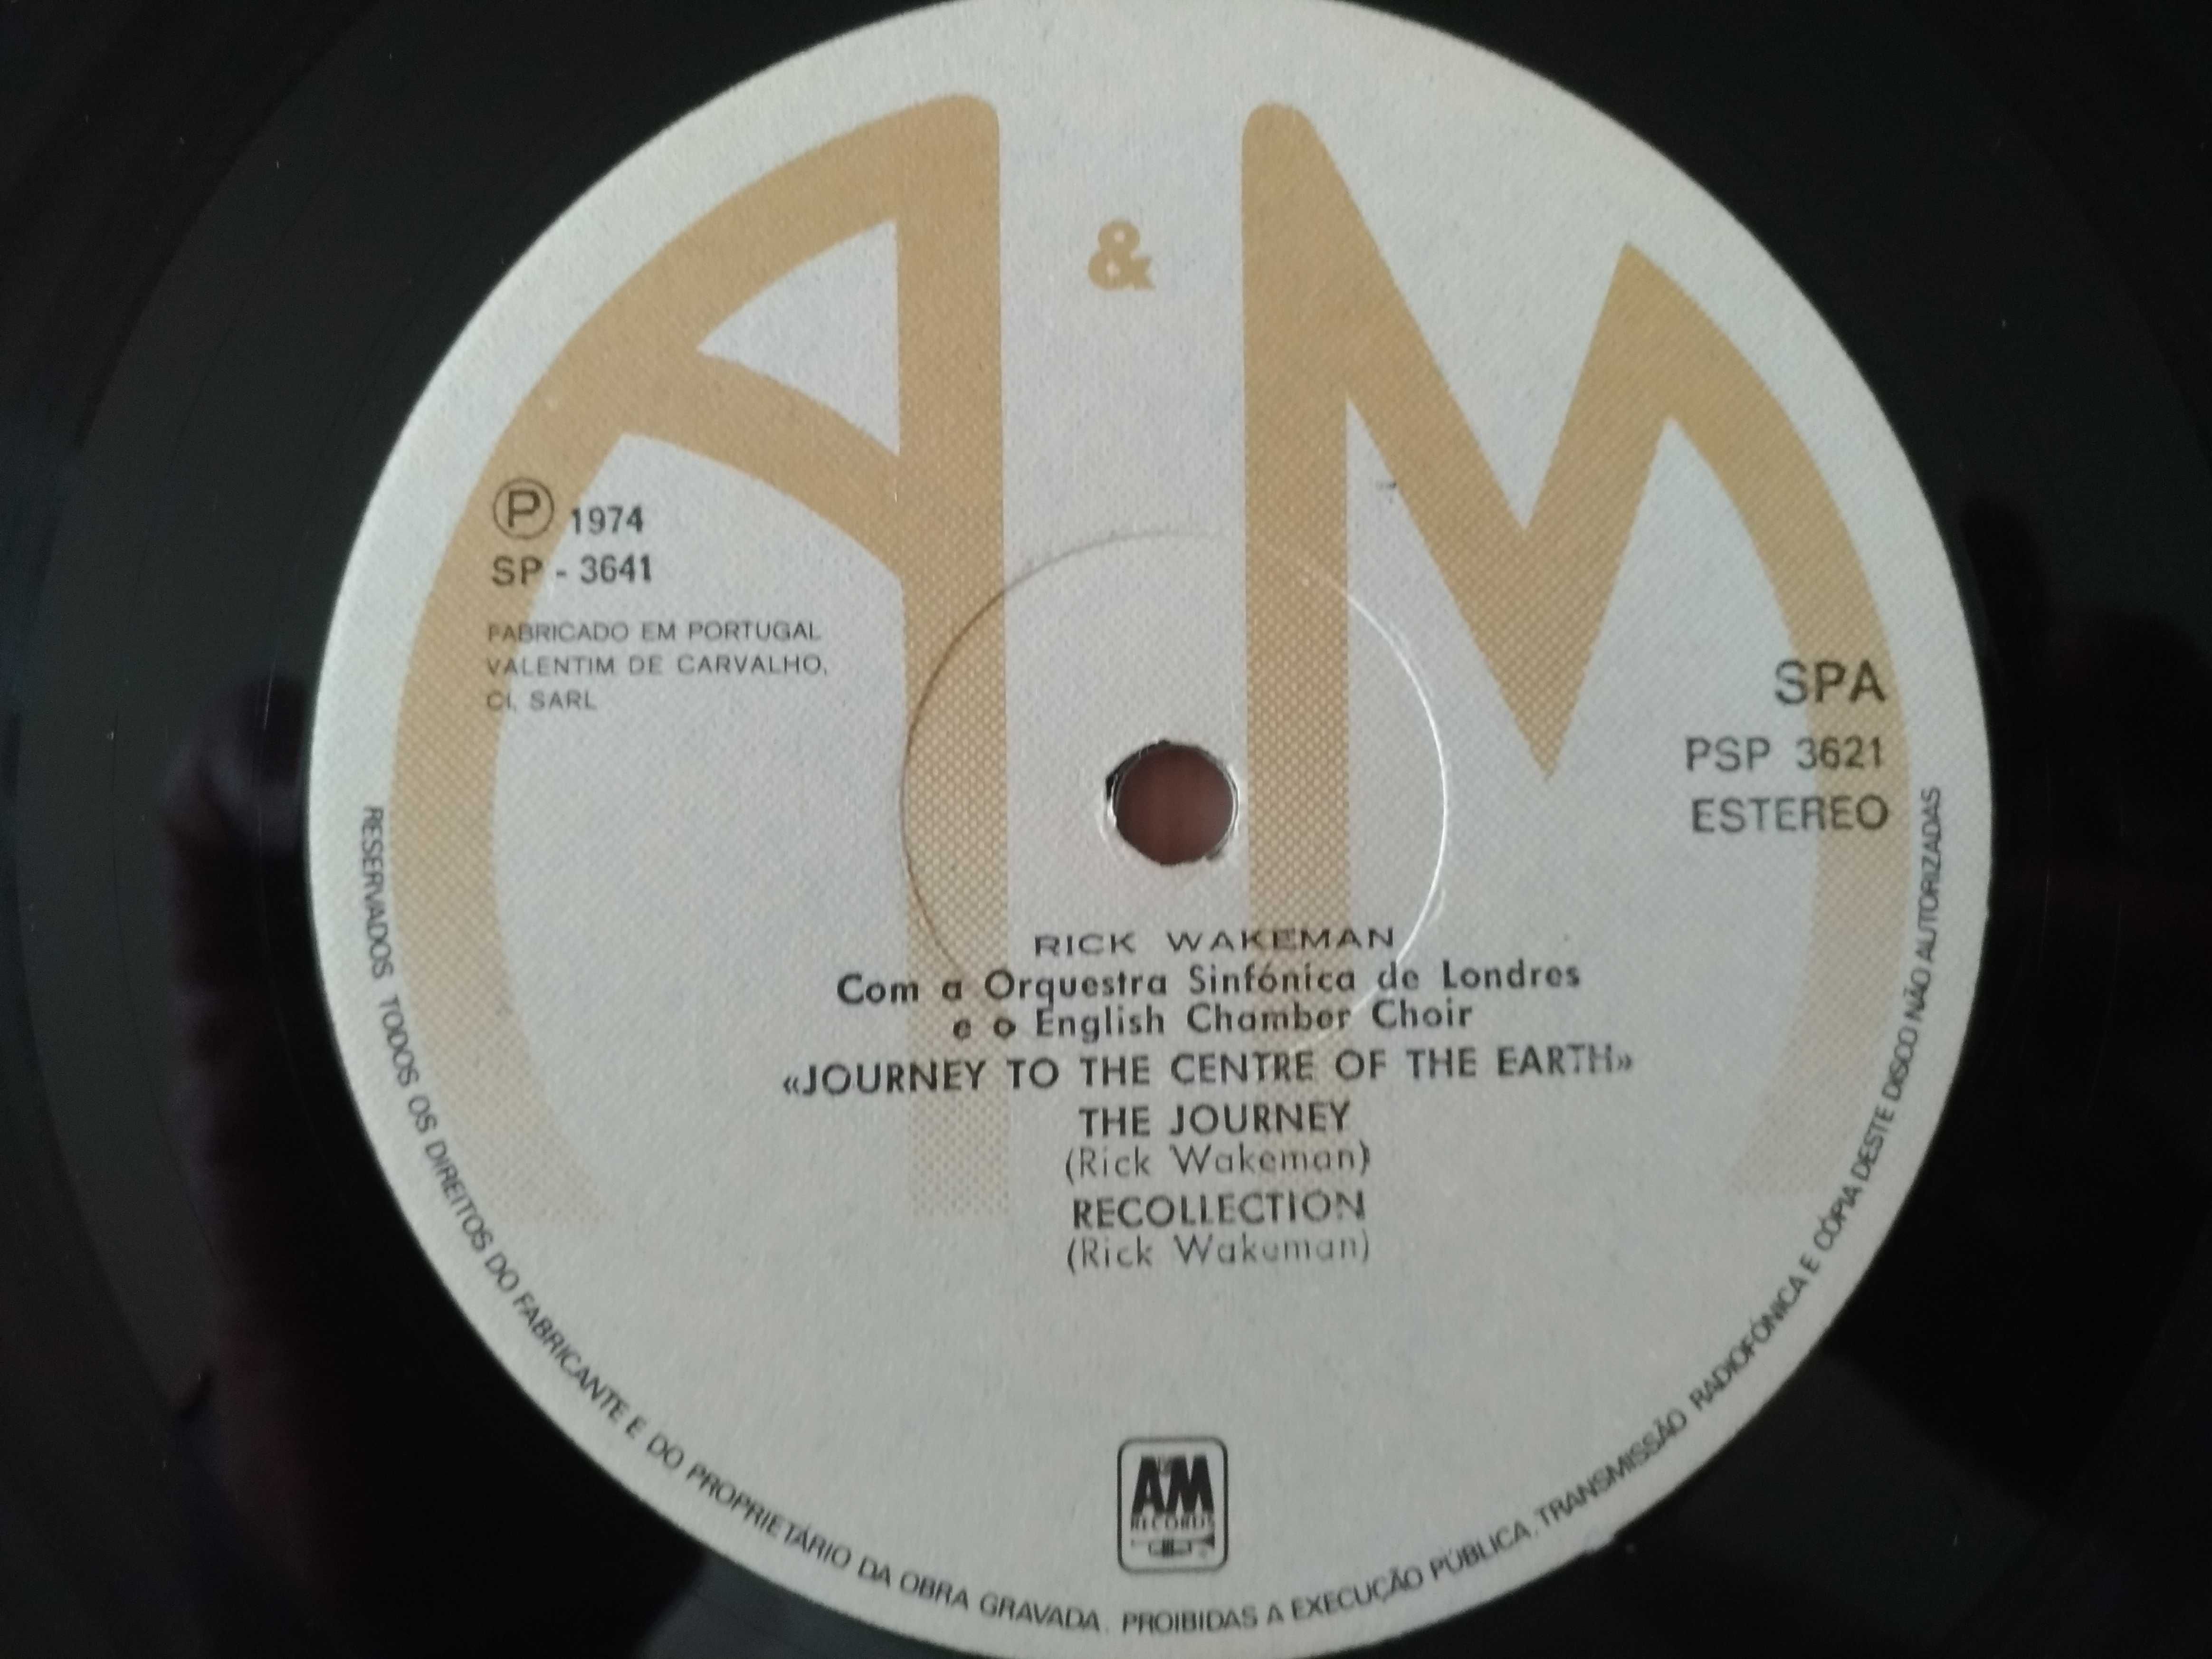 A & M
℗ 1974
SP - 3641
FABRICADO EM PORTUGAL
VALENTIM DE CARVALHO,
CI, SARL
SPA
PSP 3621
ESTEREO
RICK WAKEMAN
Com a Orquestra Sinfónica de Londres
e o English Chamber Choir
«JOURNEY TO THE CENTRE OF THE EARTH»
THE JOURNEY
(Rick Wakeman)
RECOLLECTION
(Rick Wakeman)
AM
RECORDS
RESERVADOS TODOS OS DIREITOS DO FABRICANTE E DO PROPRIETÁRIO DA OBRA GRAVADA. PROIBIDAS A EXECUÇÃO PÚBLICA, TRANSMISSÃO RADIOFÓNICA E CÓPIA DESTE DISCO NÃO AUTORIZADAS